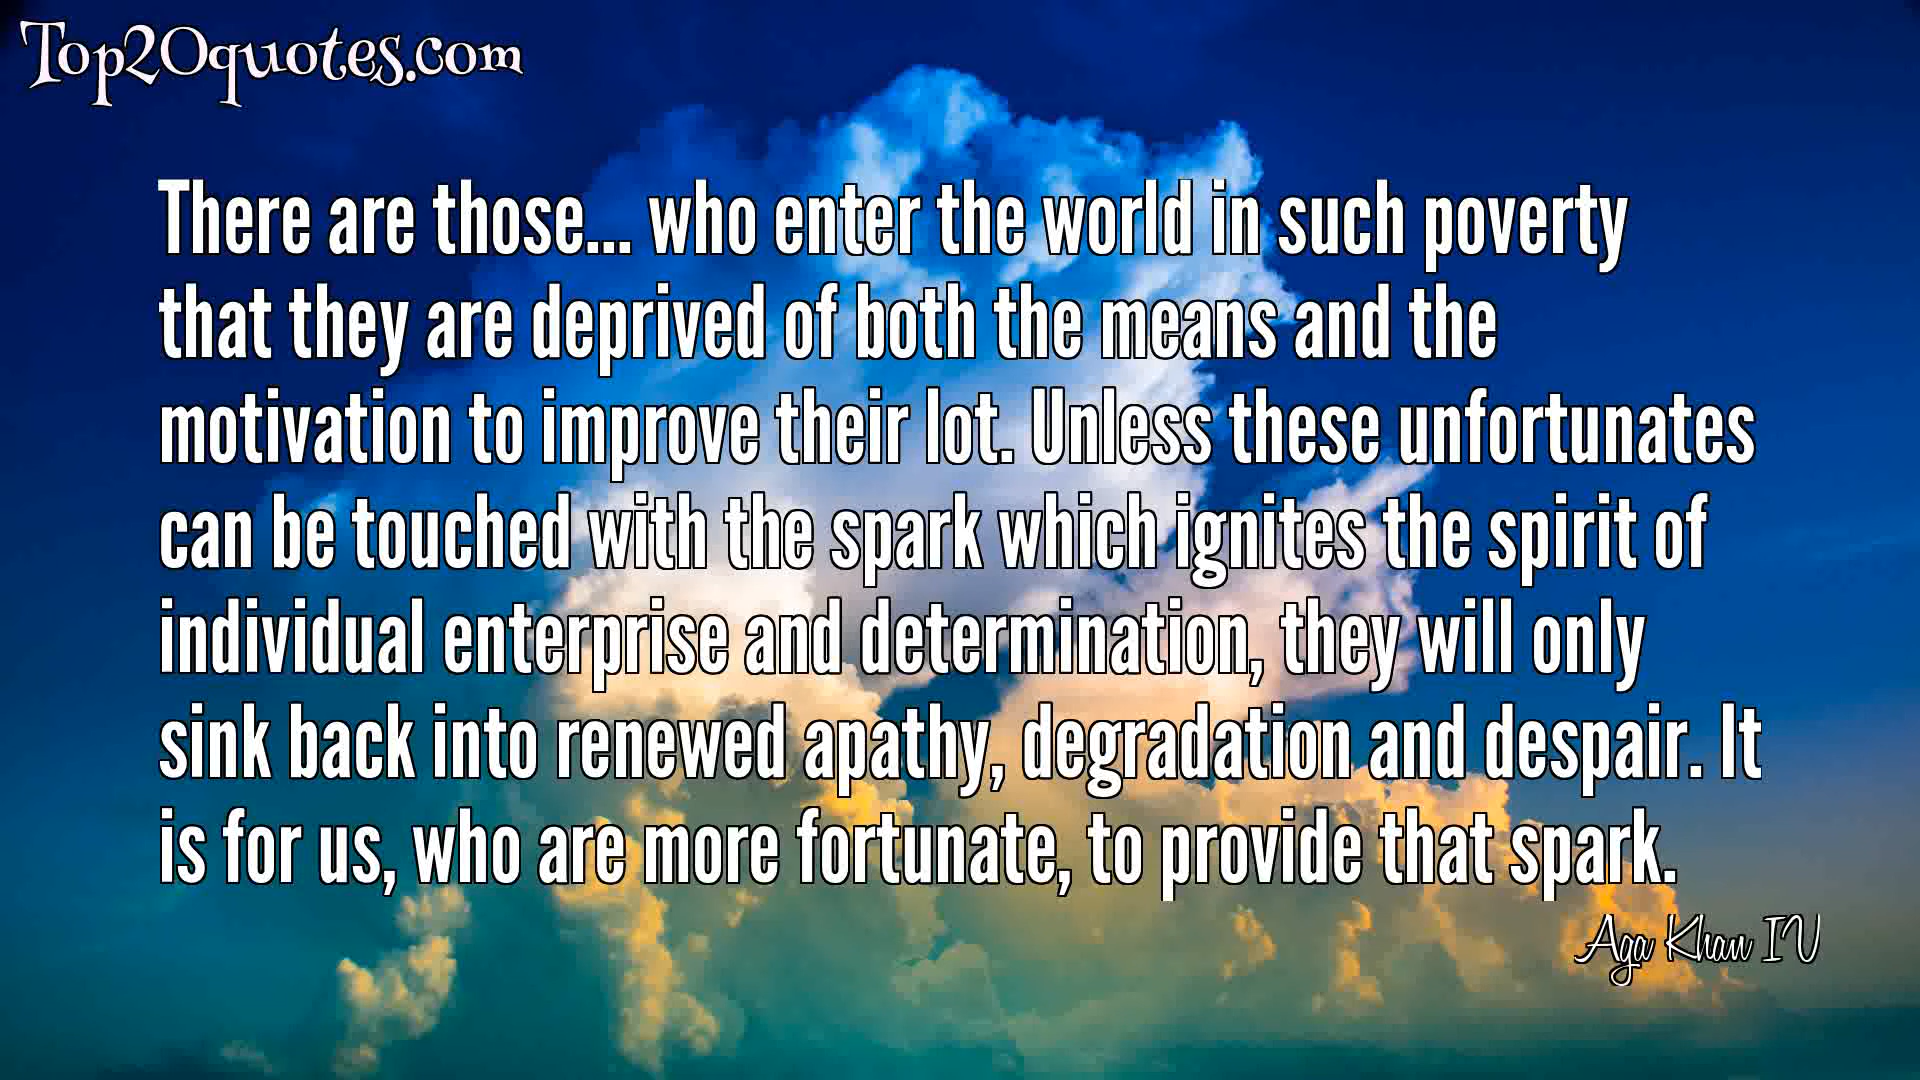 Top20quotes.com
There are those... who enter the world in such poverty
that they are deprived of both the means and the
motivation to improve their lot. Unless these unfortunates
can be touched with the spark which ignites the spirit of
individual enterprise and determination, they will only
sink back into renewed apathy, degradation and despair. It
is for us, who are more fortunate, to provide that spark.
Aga Khan IV